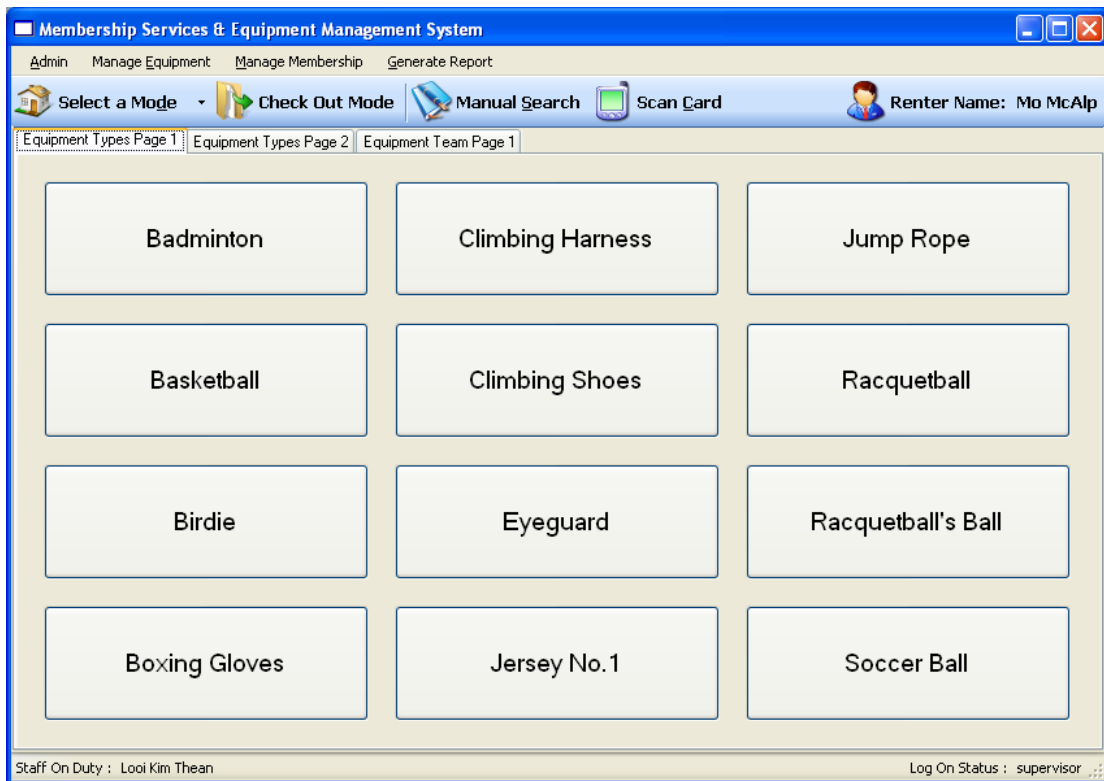 Membership Services & Equipment Management System
Admin Manage Equipment Manage Membership Generate Report
Select a Mode Check Out Mode Manual Search Scan Card Renter Name: Mo McAlp
Equipment Types Page 1 Equipment Types Page 2 Equipment Team Page 1
Badminton Climbing Harness Jump Rope
Basketball Climbing Shoes Racquetball
Birdie Eyeguard Racquetball's Ball
Boxing Gloves Jersey No.1 Soccer Ball
Staff On Duty : Looi Kim Thean Log On Status : supervisor